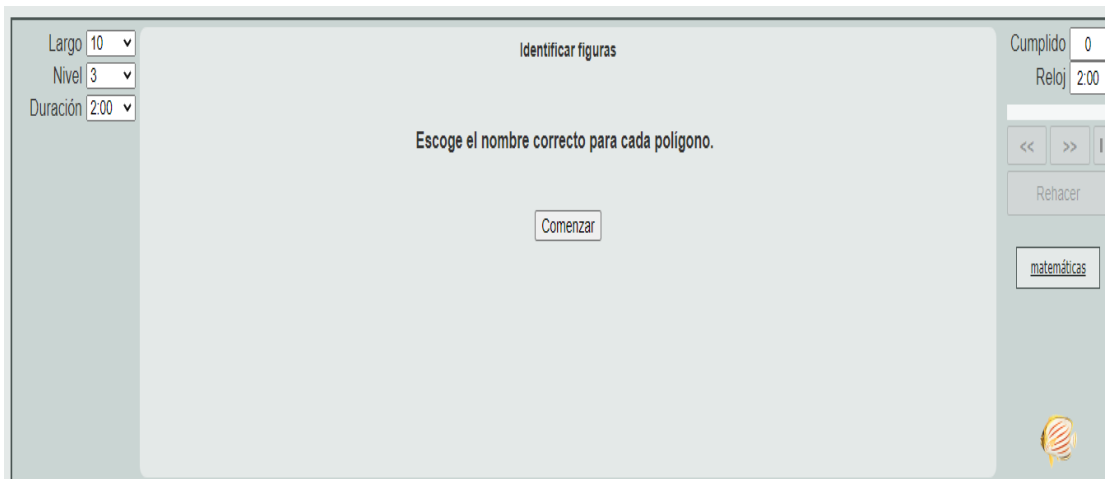 Largo 10
Nivel 3
Duración 2:00
Identificar figuras
Escoge el nombre correcto para cada polígono.
Comenzar
Cumplido 0
Reloj 2:00
<< >>
Rehacer
matemáticas